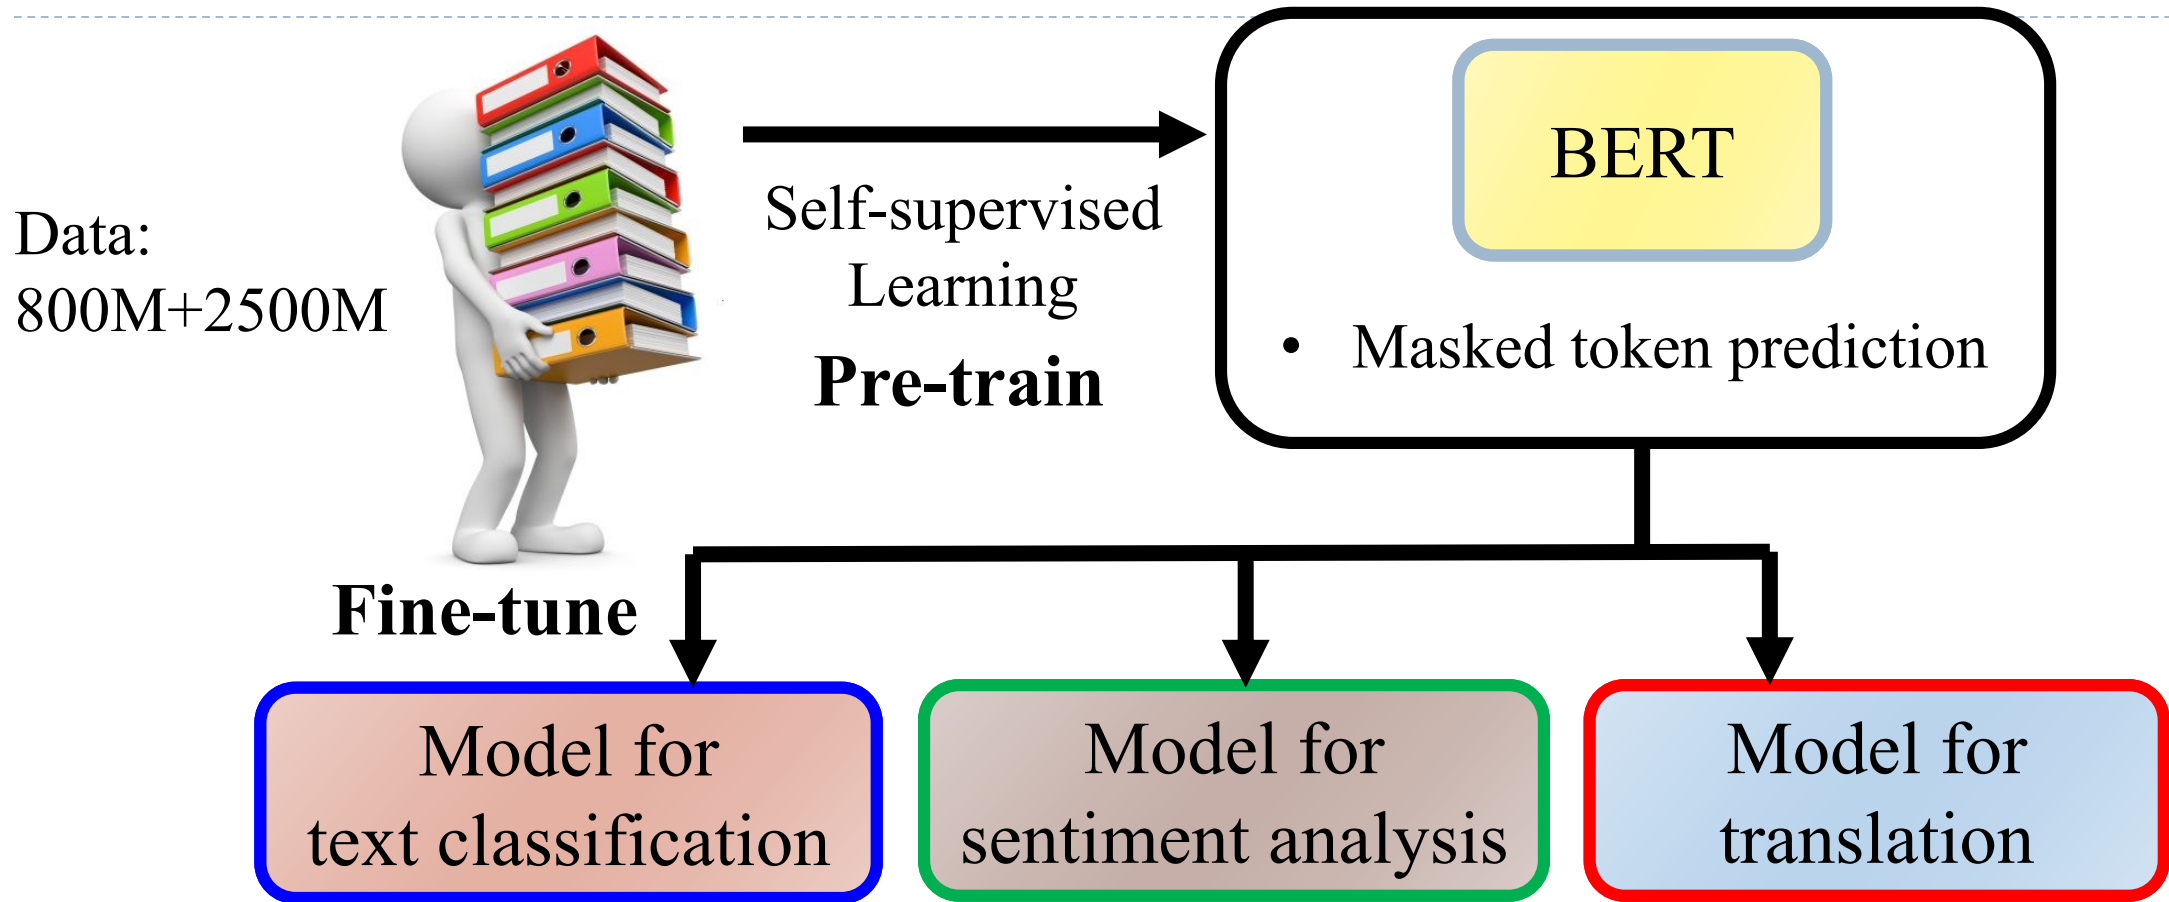 Data:
800M+2500M
Self-supervised
Learning
Pre-train
BERT
• Masked token prediction
Fine-tune
Model for
text classification
Model for
sentiment analysis
Model for
translation